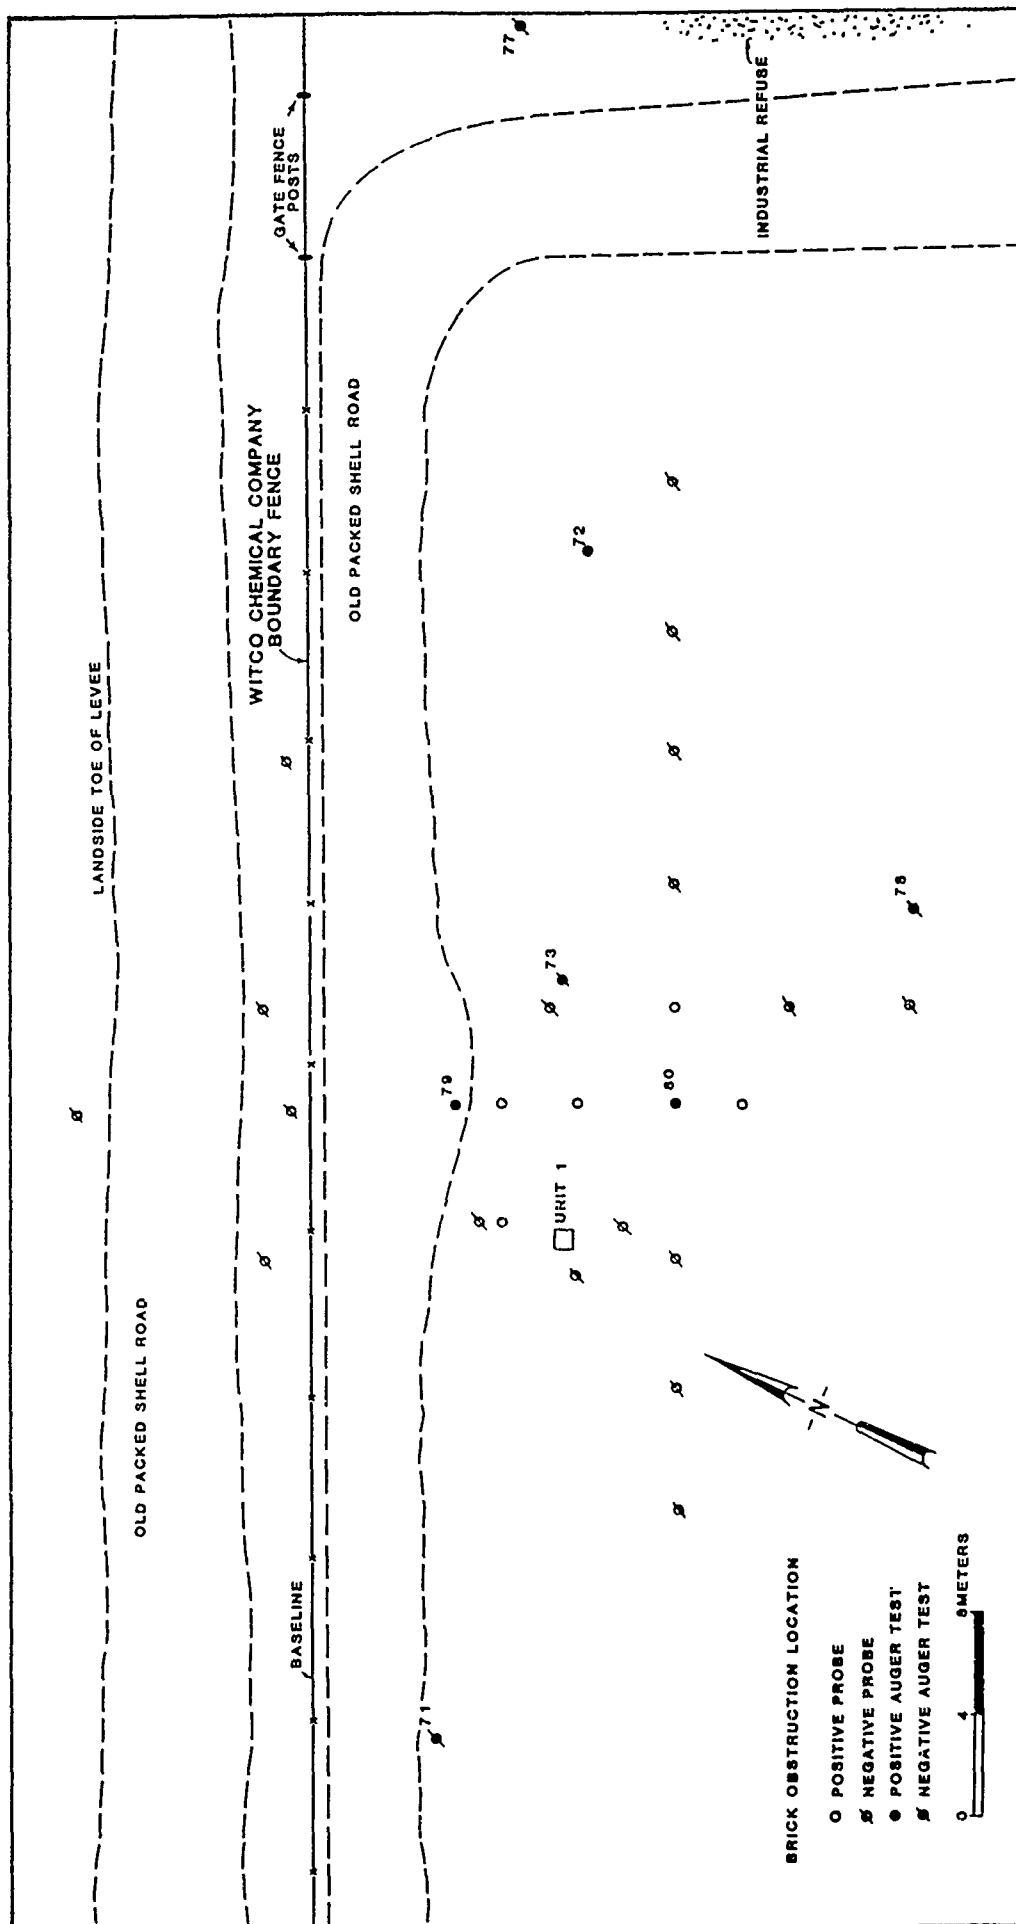 LANDSIDE TOE OF LEVEE
OLD PACKED SHELL ROAD
GATE FENCE
POSTS
WITCO CHEMICAL COMPANY
BOUNDARY FENCE
BASELINE
OLD PACKED SHELL ROAD
77
INDUSTRIAL REFUSE
71
79
73
72
UNIT 1
80
78
-N-
BRICK OBSTRUCTION LOCATION
O POSITIVE PROBE
Ø NEGATIVE PROBE
● POSITIVE AUGER TEST
Ø NEGATIVE AUGER TEST
0 4 8METERS